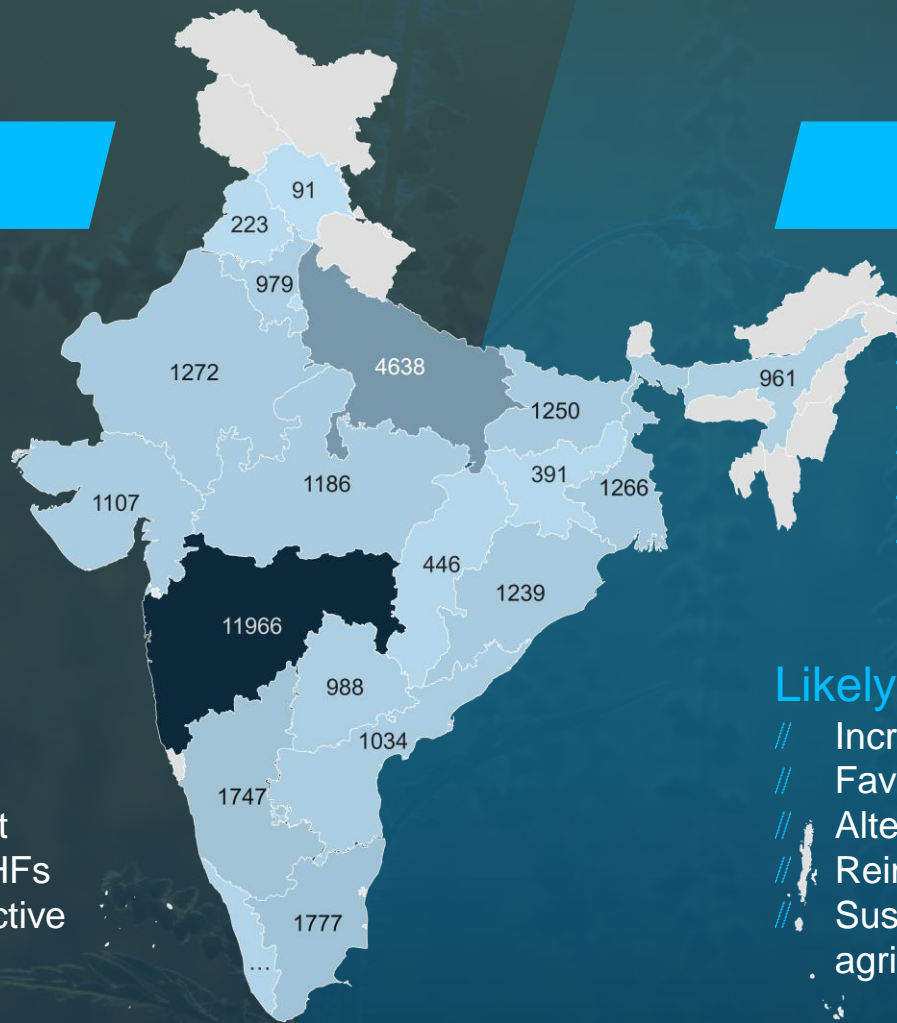 91
223
979
4638
1272
961
1250
391
1186
1266
1107
446
1239
11966
988
1034
1747
1777
...
t
HFs
ctive
Likely
// Incr
// Fav
// Alte
// Rein
// Sus
agri